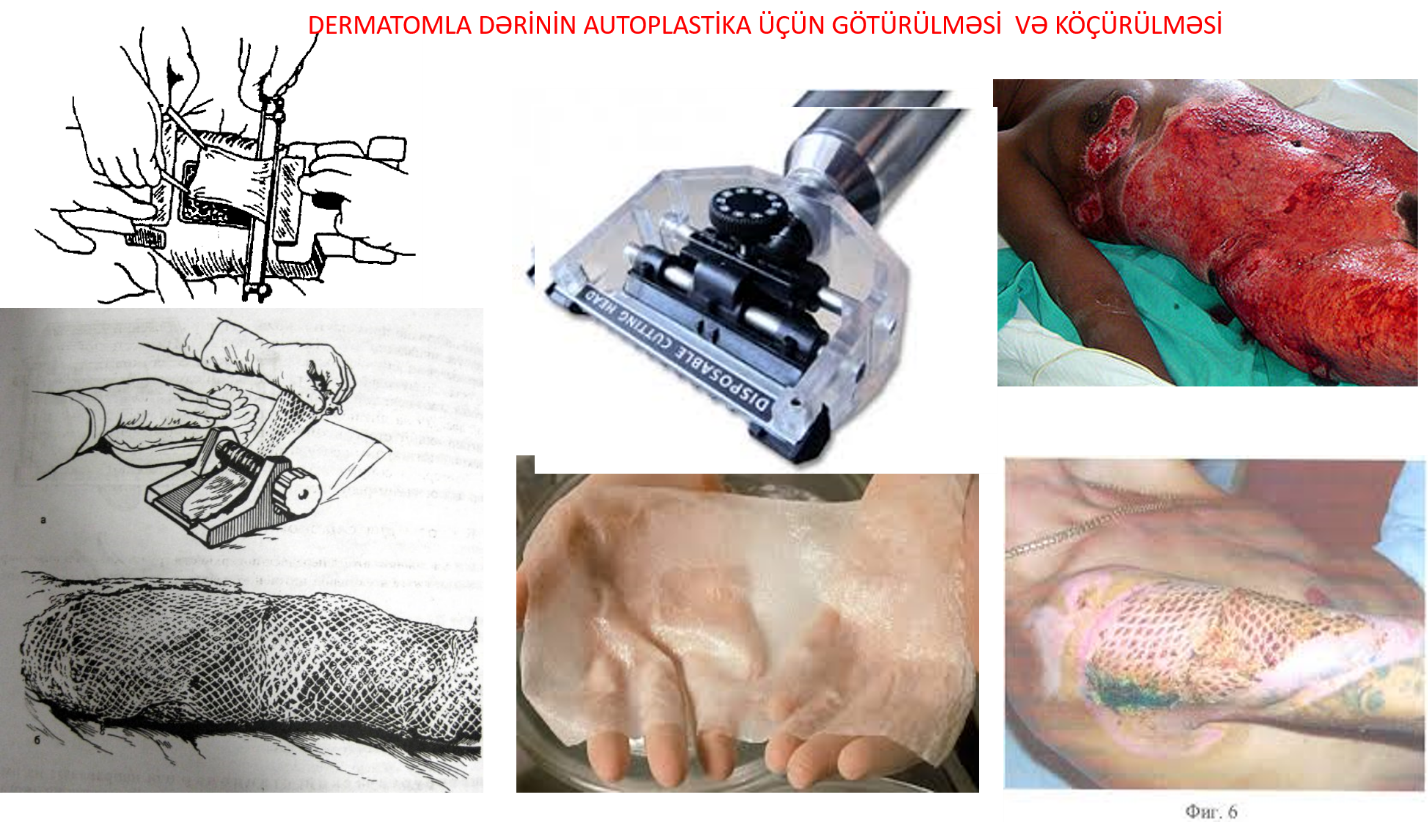 DERMATOMLA DƏRİNİN AUTOPLASTİKA ÜÇÜN GÖTÜRÜLMƏSİ VƏ KÖÇÜRÜLMƏSİ
DISPOSABLE CUTTING HEAD
а
б
Фиг. 6